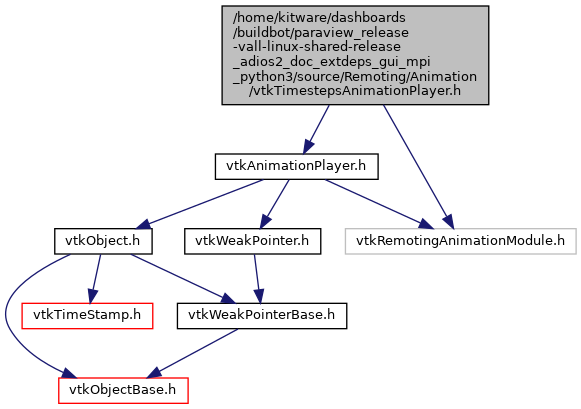 /home/kitware/dashboards
/buildbot/paraview_release
-vall-linux-shared-release
_adios2_doc_extdeps_gui_mpi
_python3/source/Remoting/Animation
/vtkTimestepsAnimationPlayer.h
vtkAnimationPlayer.h
vtkObject.h
vtkWeakPointer.h
vtkRemotingAnimationModule.h
vtkTimeStamp.h
vtkWeakPointerBase.h
vtkObjectBase.h